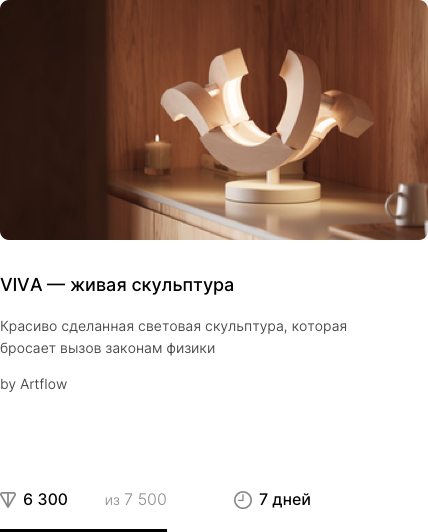 VIVA — живая скульптура
Красиво сделанная световая скульптура, которая
бросает вызов законам физики
by Artflow
6 300 из 7 500 7 дней